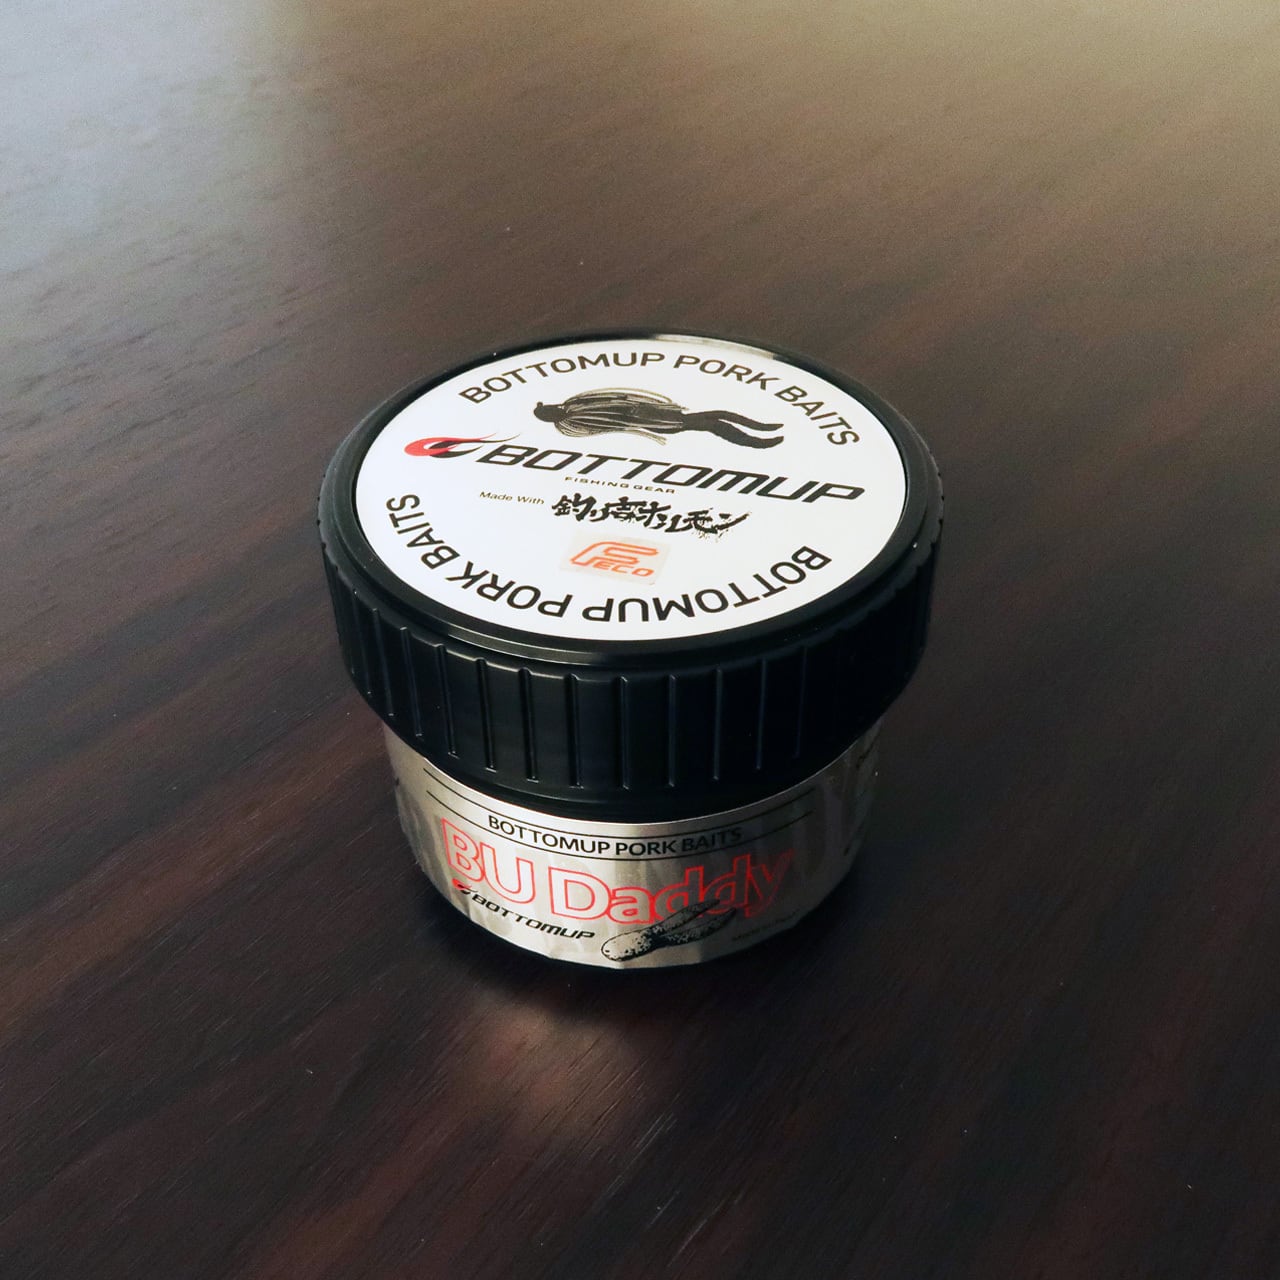 BOTTOMUP PORK BAITS
BOTTOMUP
FISHING GEAR
Made With 釣り吉ホルモン
Feco
BOTTOMUP PORK BAITS
BOTTOMUP PORK BAITS
BU Daddy
BOTTOMUP